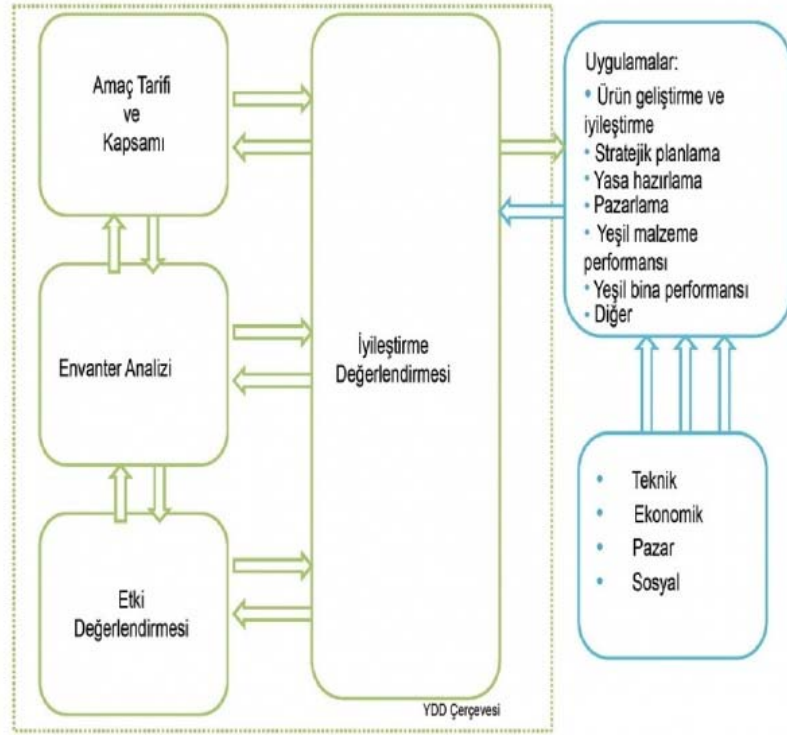 Amaç Tarifi
ve
Kapsamı
Envanter Analizi
Etki
Değerlendirmesi
İyileştirme
Değerlendirmesi
YDD Çerçevesi
Uygulamalar:
• Ürün geliştirme ve
iyileştirme
• Stratejik planlama
• Yasa hazırlama
• Pazarlama
• Yeşil malzeme
performansı
• Yeşil bina performansı
• Diğer
• Teknik
• Ekonomik
• Pazar
• Sosyal